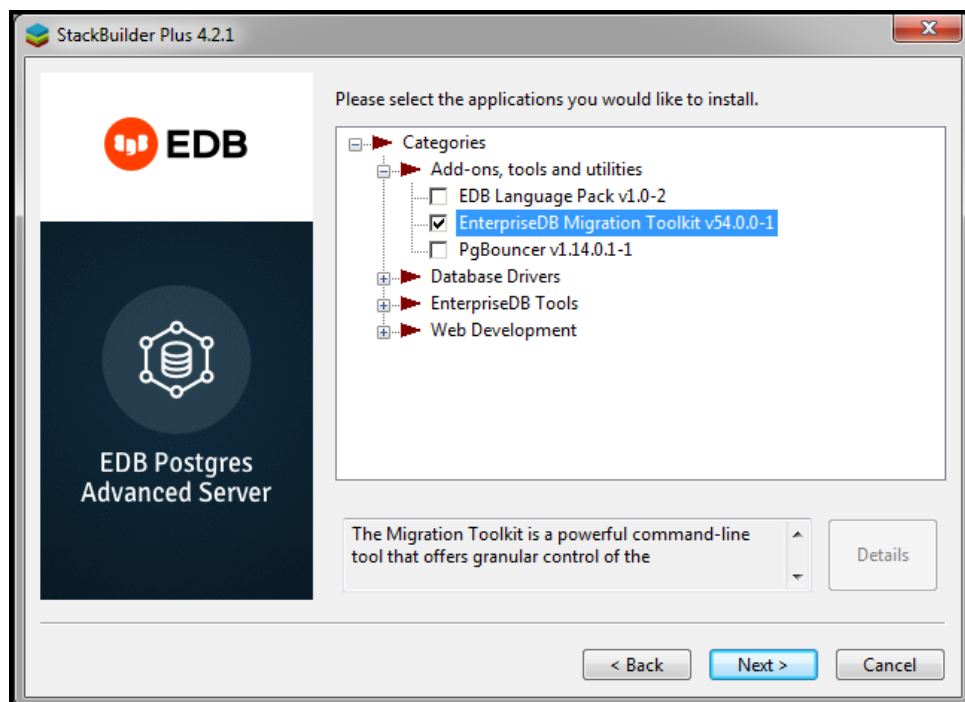 StackBuilder Plus 4.2.1
EDB
EDB Postgres
Advanced Server
Please select the applications you would like to install.
Categories
Add-ons, tools and utilities
EDB Language Pack v1.0-2
EnterpriseDB Migration Toolkit v54.0.0-1
PgBouncer v1.14.0.1-1
Database Drivers
EnterpriseDB Tools
Web Development
The Migration Toolkit is a powerful command-line
tool that offers granular control of the
Details
< Back
Next >
Cancel